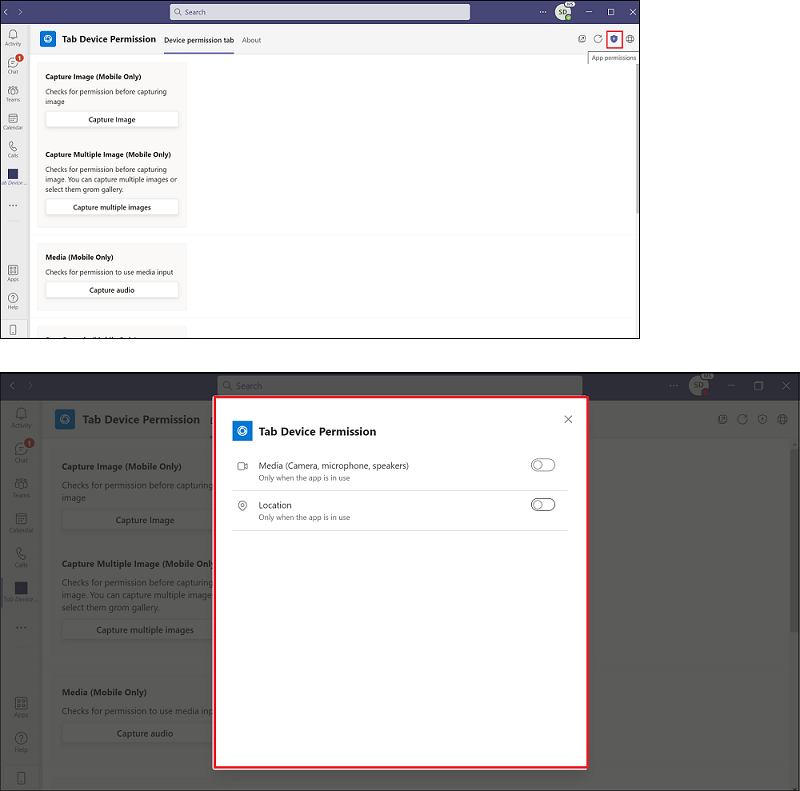 Search
SD
Activity
Tab Device Permission
Device permission tab
About
App permissions
Chat
1
Teams
Calendar
Calls
Capture Image (Mobile Only)
Checks for permission before capturing
image
Capture Image
Capture Multiple Image (Mobile Only)
Checks for permission before capturing
image. You can capture multiple images or
select them grom gallery.
Capture multiple images
Media (Mobile Only)
Checks for permission to use media input
Capture audio
Apps
Help
Search
SD
Activity
Tab Device Permission
Chat
1
Teams
Calendar
Calls
Tab Device...
Apps
Help
Capture Image (Mobile Only)
Checks for permission before capturing
image
Capture Image
Capture Multiple Image (Mobile Onl
Checks for permission before capturing
image. You can capture multiple image
select them grom gallery.
Capture multiple images
Media (Mobile Only)
Checks for permission to use media inp
Capture audio
Tab Device Permission
Media (Camera, microphone, speakers)
Only when the app is in use
Location
Only when the app is in use